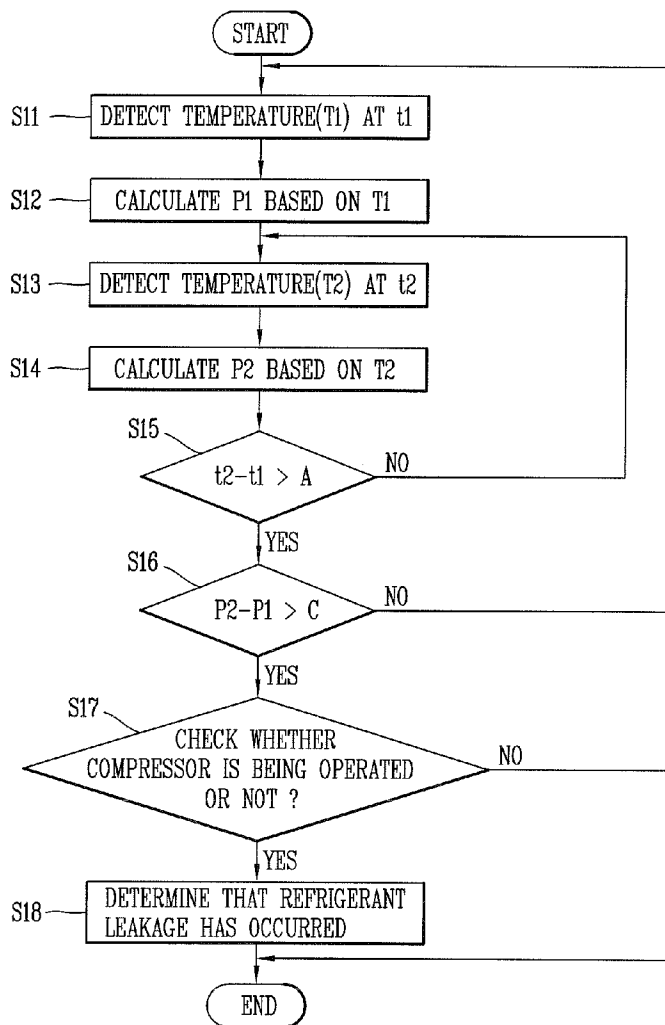 START
S11
DETECT TEMPERATURE(T1) AT t1
S12
CALCULATE P1 BASED ON T1
S13
DETECT TEMPERATURE(T2) AT t2
S14
CALCULATE P2 BASED ON T2
S15
t2-t1 > A
NO
YES
S16
P2-P1 > C
NO
YES
S17
CHECK WHETHER
COMPRESSOR IS BEING OPERATED
OR NOT ?
NO
YES
S18
DETERMINE THAT REFRIGERANT
LEAKAGE HAS OCCURRED
END